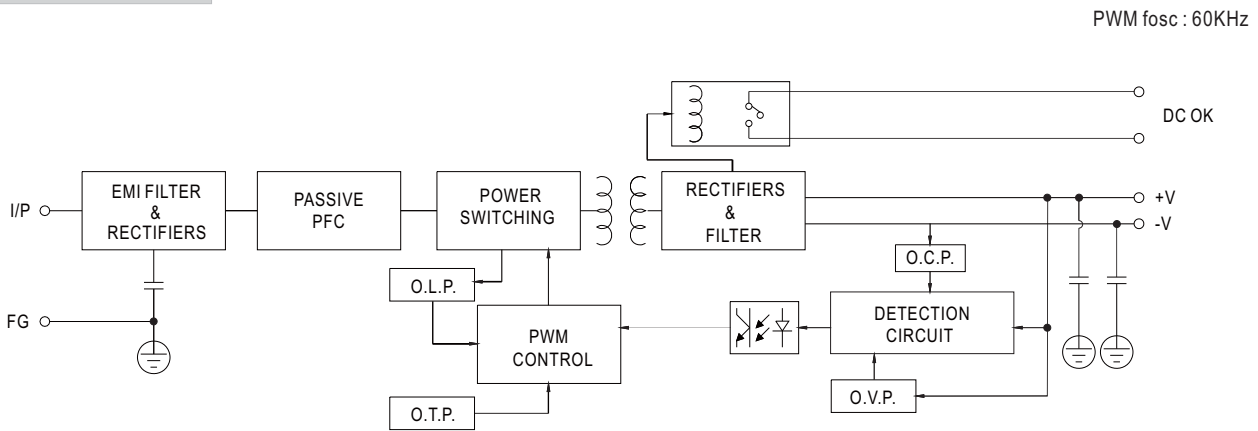 PWM fosc : 60KHz
DC OK
I/P
EMI FILTER
&
RECTIFIERS
PASSIVE
PFC
POWER
SWITCHING
RECTIFIERS
&
FILTER
+V
-V
O.C.P.
O.L.P.
FG
PWM
CONTROL
DETECTION
CIRCUIT
O.T.P.
O.V.P.